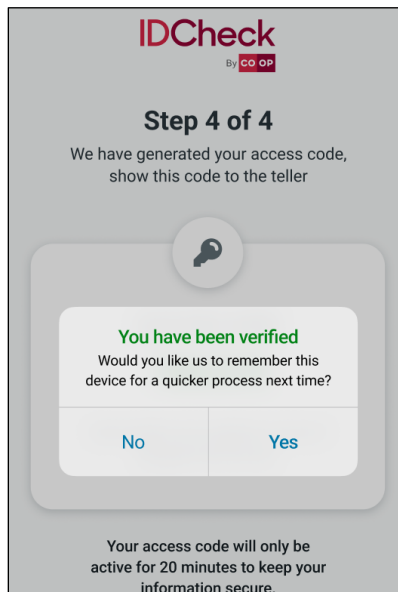 IDCheck
By CO OP
Step 4 of 4
We have generated your access code,
show this code to the teller
You have been verified
Would you like us to remember this
device for a quicker process next time?
No Yes
Your access code will only be
active for 20 minutes to keep your
information secure.